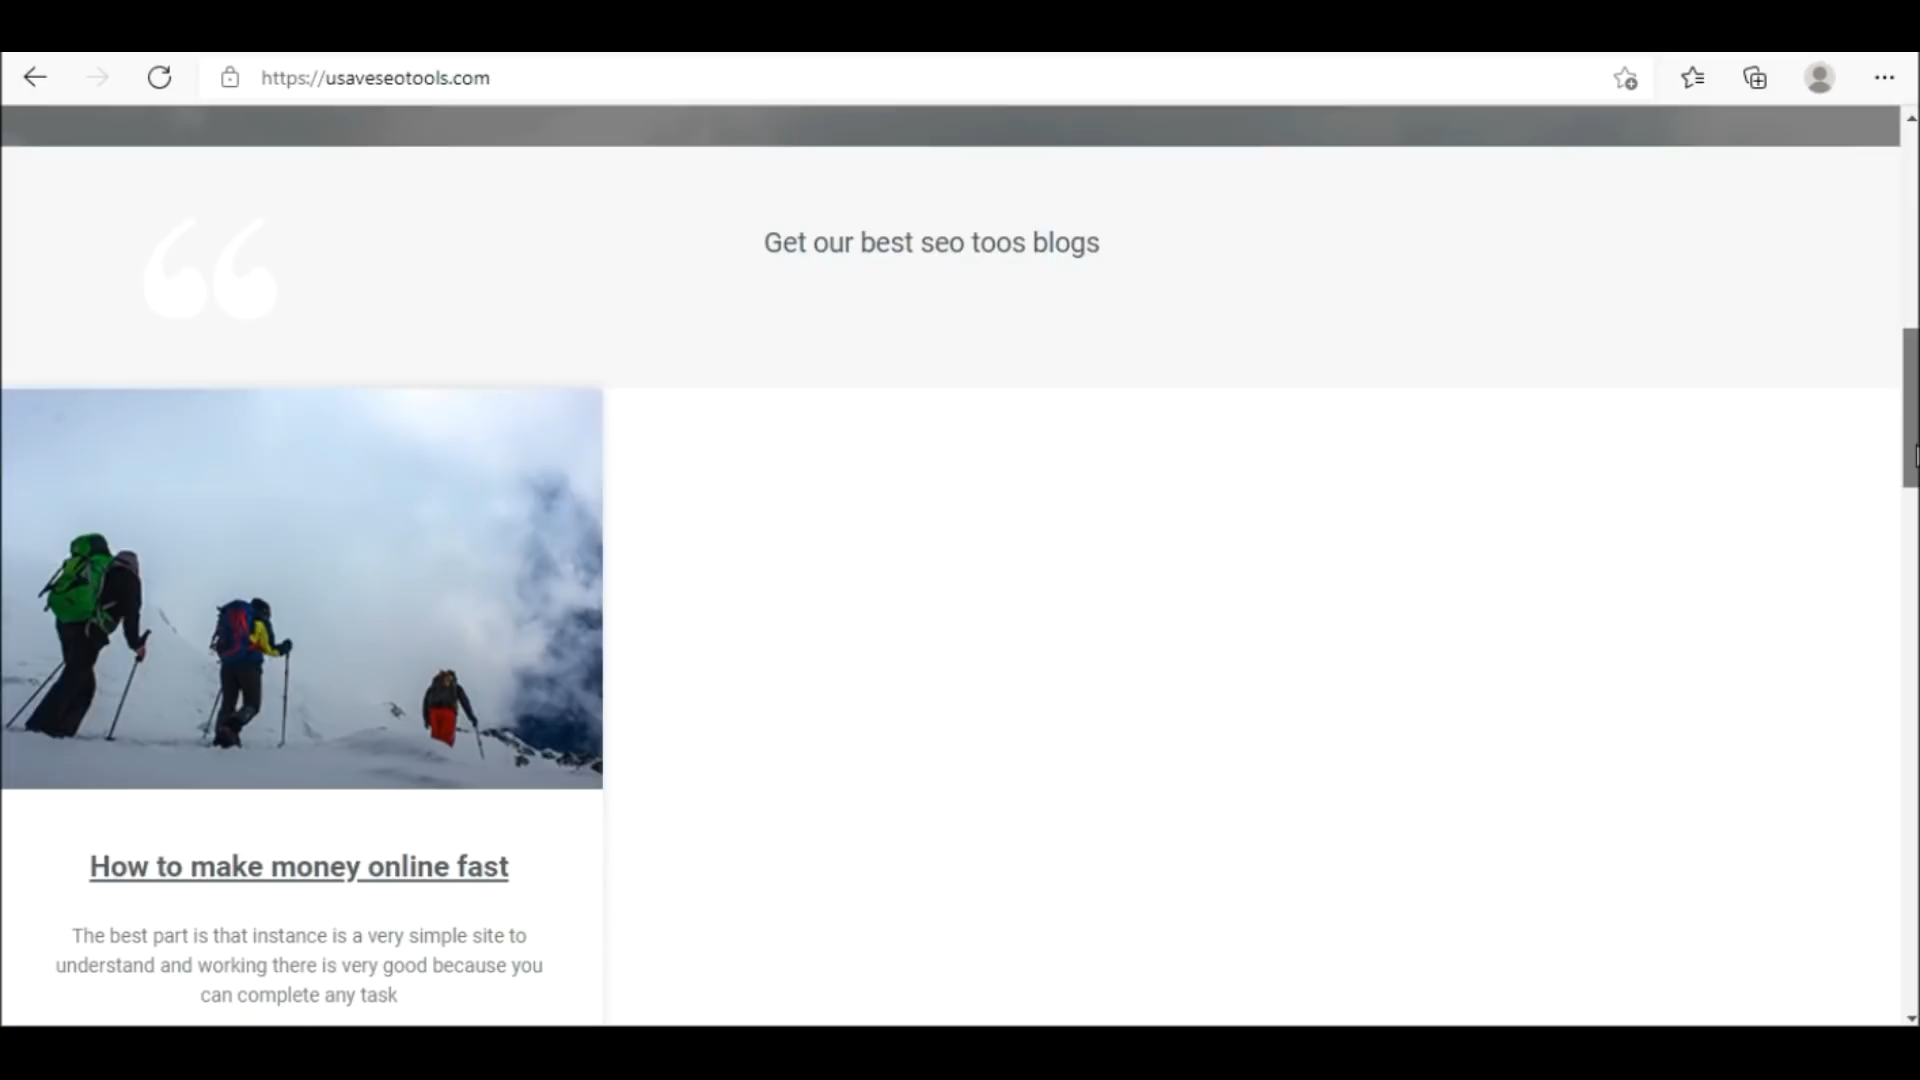 https://usaveseotools.com
Get our best seo toos blogs
How to make money online fast
The best part is that instance is a very simple site to
understand and working there is very good because you
can complete any task